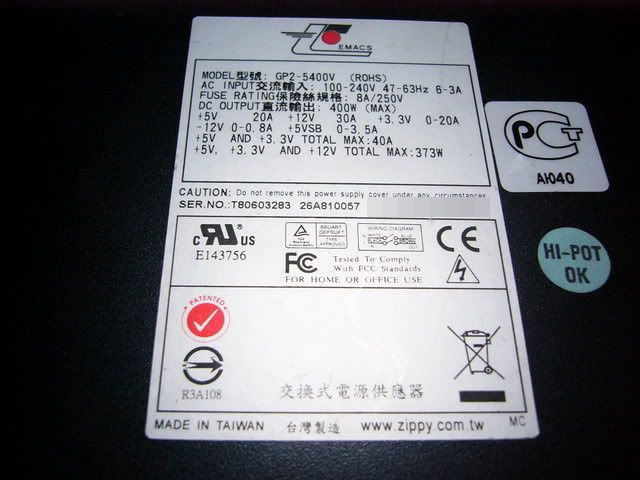 EMACS
MODEL型號: GP2-5400V (ROHS)
AC INPUT交流輸入: 100-240V 47-63Hz 6-3A
FUSE RATING保險絲規格: 8A/250V
DC OUTPUT直流輸出: 400W (MAX)
+5V 20A +12V 30A +3.3V 0-20A
-12V 0-0.8A +5VSB 0-3.5A
+5V AND +3.3V TOTAL MAX:40A
+5V, +3.3V AND +12V TOTAL MAX:373W
CAUTION: Do not remove this power supply cover under any circumstances
SER.NO.:T80603283 26A810057
PCT
AI040
HI-POT
OK
c RU US
E143756
BAUART
GEPRUFT
TYPE
APPROVED
WIRING DIAGRAM
CE
FC
Tested To Comply
With FCC Standards
FOR HOME OR OFFICE USE
PATENTED
R3A108
交換式電源供應器
MADE IN TAIWAN 台灣製造 www.zippy.com.tw MC